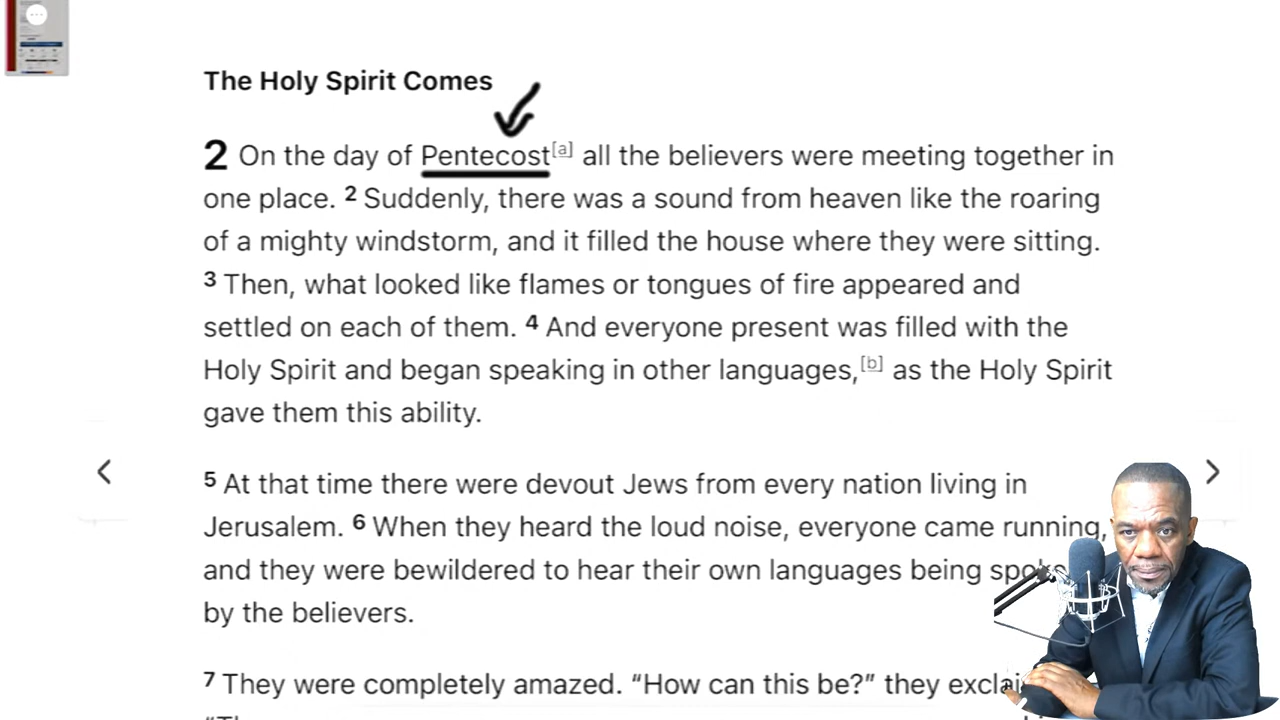 The Holy Spirit Comes
2 On the day of Pentecost[a] all the believers were meeting together in
one place. 2 Suddenly, there was a sound from heaven like the roaring
of a mighty windstorm, and it filled the house where they were sitting.
3 Then, what looked like flames or tongues of fire appeared and
settled on each of them. 4 And everyone present was filled with the
Holy Spirit and began speaking in other languages,[b] as the Holy Spirit
gave them this ability.
5 At that time there were devout Jews from every nation living in
Jerusalem. 6 When they heard the loud noise, everyone came running,
and they were bewildered to hear their own languages being
by the believers.
7 They were completely amazed. “How can this be?” they